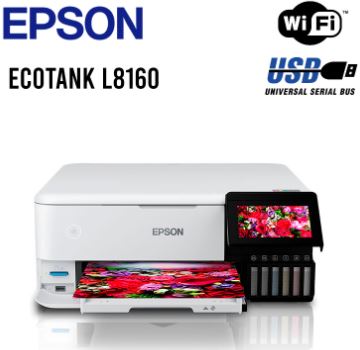 EPSON
WiFi
ECOTANK L8160
USB
UNIVERSAL SERIAL BUS
EPSON